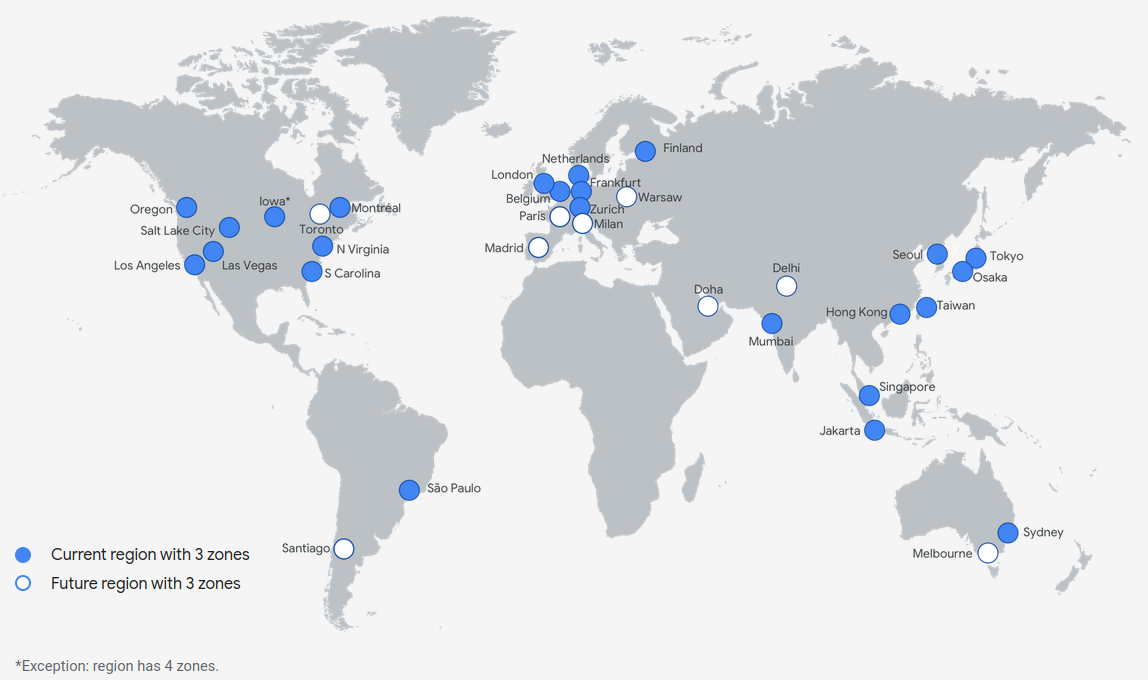 Finland
Netherlands
London
Frankfurt
Belgium
Warsaw
Iowa*
Oregon
Montréal
Zurich
Paris
Milan
Salt Lake City
Toronto
N Virginia
Madrid
Seoul
Tokyo
Los Angeles
Las Vegas
S Carolina
Delhi
Osaka
Doha
Hong Kong
Taiwan
Mumbai
Singapore
Jakarta
São Paulo
Sydney
Santiago
Melbourne
Current region with 3 zones
Future region with 3 zones
*Exception: region has 4 zones.